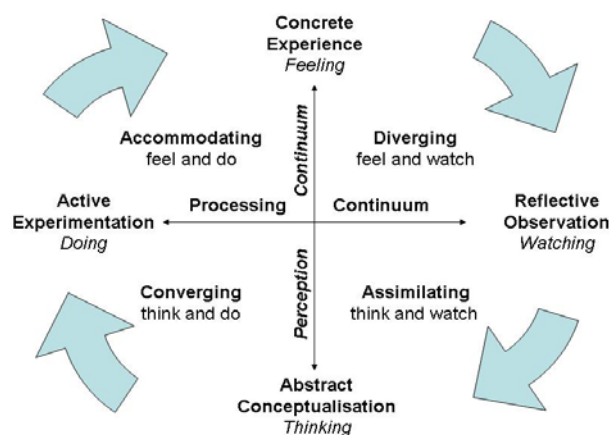 Concrete
Experience
Feeling
Accommodating
feel and do
Continuum
Diverging
feel and watch
Active
Experimentation
Doing
Processing
Continuum
Reflective
Observation
Watching
Converging
think and do
Perception
Assimilating
think and watch
Abstract
Conceptualisation
Thinking